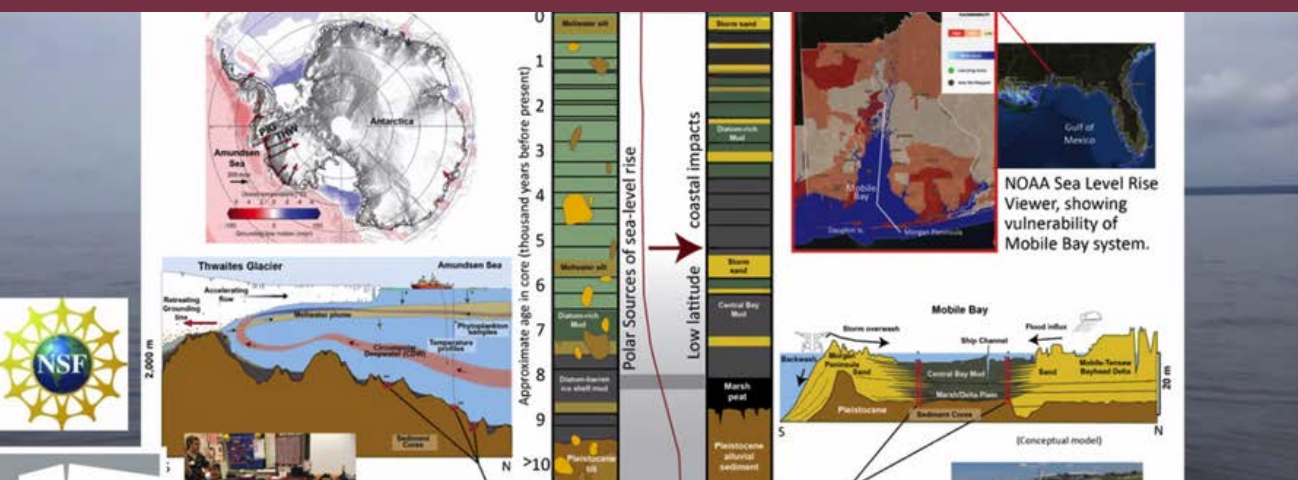 Antarctica
PIG
THW
Amundsen
Sea
Thwaites Glacier
Amundsen Sea
Accelerating
flow
Retreating
Grounding
line
Meltwater plume
Phytoplankton
samples
Temperature
profiles
Circumpolar
Deepwater (CDW)
2,000 m
Sediment
Cores
S
N
NSF
Approximate age in core (thousand years before present)
0
1
2
3
4
5
6
7
8
9
>10
Meltwater silt
Meltwater silt
Diatom-rich
Mud
Diatom-barren
ice shelf mud
Pleistocene
till
Polar Sources of sea-level rise
Low latitude coastal impacts
Storm sand
Diatom-rich
Mud
Storm
sand
Central Bay
Mud
Marsh
peat
Pleistocene
alluvial
sediment
Mobile
Bay
Dauphin Is.
Morgan Peninsula
Gulf of
Mexico
NOAA Sea Level Rise
Viewer, showing
vulnerability of
Mobile Bay system.
Mobile Bay
Storm overwash
Flood influx
Ship Channel
Backwash
Morgan
Peninsula
Sand
Central Bay Mud
Sand
Mobile-Tensaw
Bayhead Delta
Marsh/Delta Plain
Pleistocene
Sediment Cores
20 m
S
N
(Conceptual model)